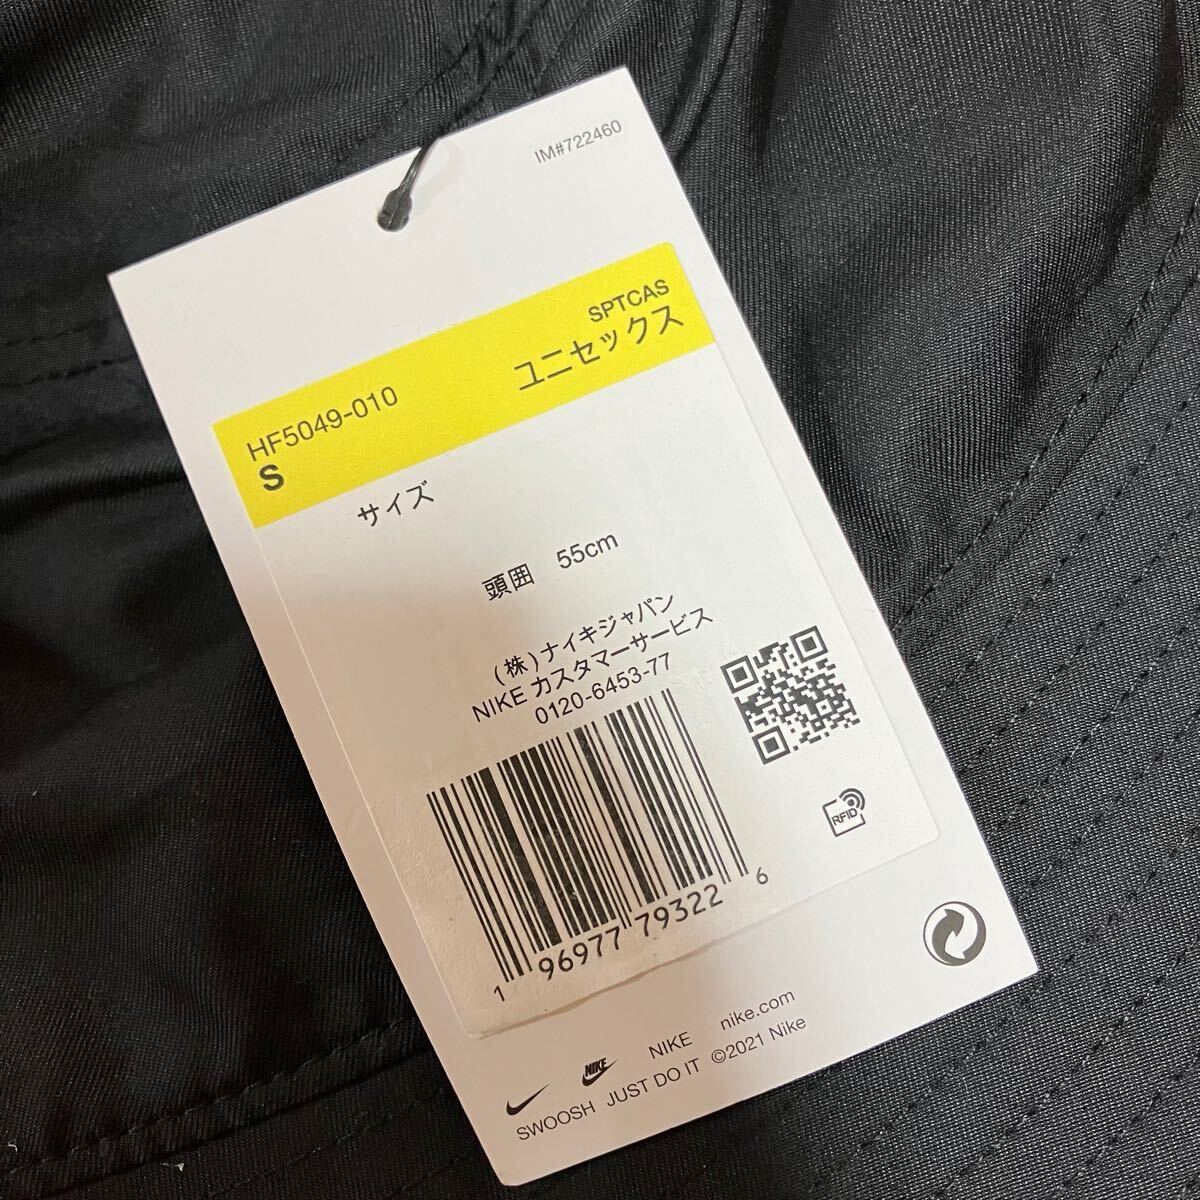 IM#722460
SPTCAS
HF5049-010 ユニセックス
S
サイズ
頭囲 55cm
(株)ナイキジャパン
NIKE カスタマーサービス
0120-6453-77
RFID
1 96977 79322 6
NIKE NIKE nike.com
SWOOSH JUST DO IT ©2021 Nike